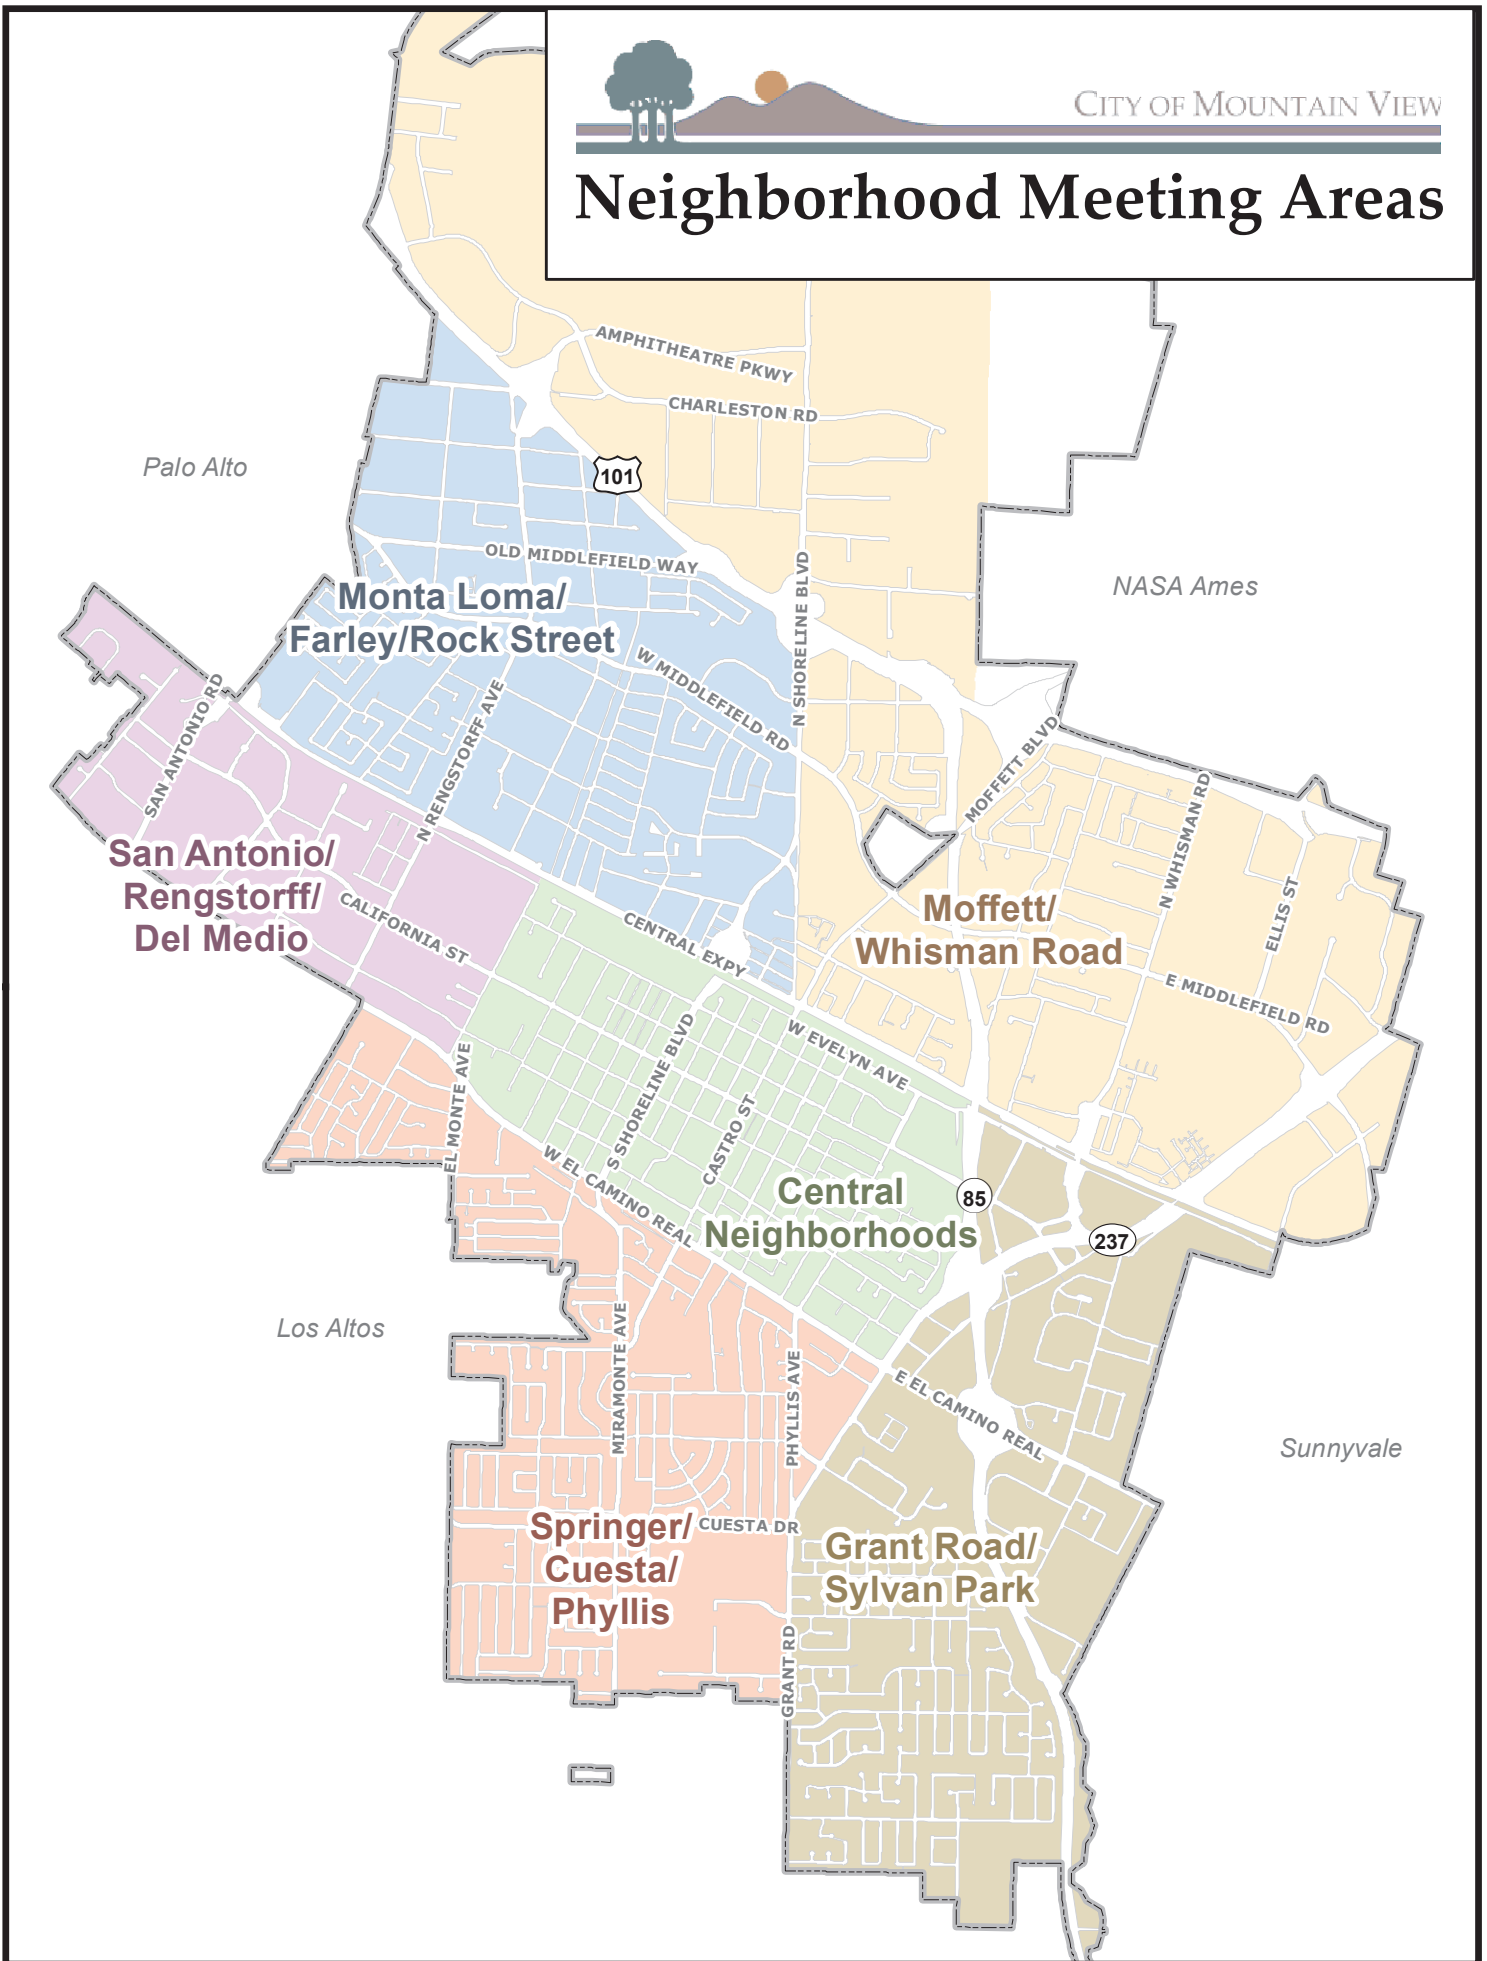 CITY OF MOUNTAIN VIEW
Neighborhood Meeting Areas
AMPHITHEATRE PKWY
CHARLESTON RD
Palo Alto
101
OLD MIDDLEFIELD WAY
N SHORELINE BLVD
NASA Ames
Monta Loma/
Farley/Rock Street
W MIDDLEFIELD RD
SAN ANTONIO RD
N RENGSTORFF AVE
MOFFETT BLVD
N WHISMAN RD
San Antonio/
Rengstorff/
Del Medio
CALIFORNIA ST
CENTRAL EXPY
Moffett/
Whisman Road
ELLIS ST
E MIDDLEFIELD RD
W EVELYN AVE
EL MONTE AVE
S SHORELINE BLVD
CASTRO ST
W EL CAMINO REAL
Central
Neighborhoods
85
237
Los Altos
MIRAMONTE AVE
PHYLLIS AVE
E EL CAMINO REAL
Sunnyvale
Springer/
Cuesta/
Phyllis
CUESTA DR
Grant Road/
Sylvan Park
GRANT RD